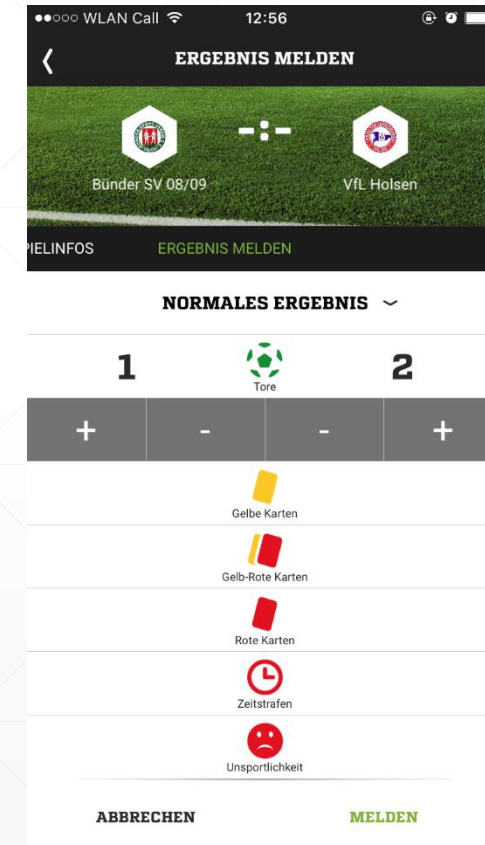 WLAN Call 12:56
ERGEBNIS MELDEN
-:-
Bünder SV 08/09 VfL Holsen
PIELINFOS ERGEBNIS MELDEN
NORMALES ERGEBNIS
1 2
Tore
+ - - +
Gelbe Karten
Gelb-Rote Karten
Rote Karten
Zeitstrafen
Unsportlichkeit
ABBRECHEN MELDEN